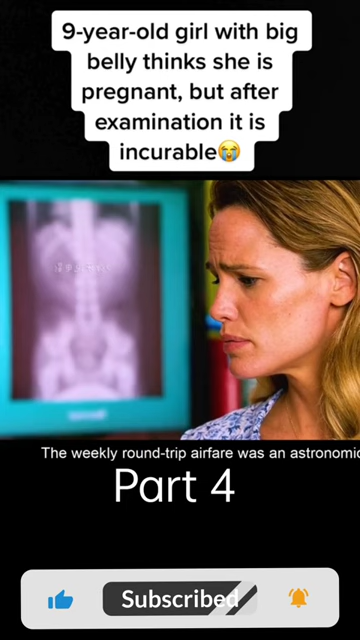 9-year-old girl with big
belly thinks she is
pregnant, but after
examination it is
incurable😭
The weekly round-trip airfare was an astronomic
Part 4
Subscribed